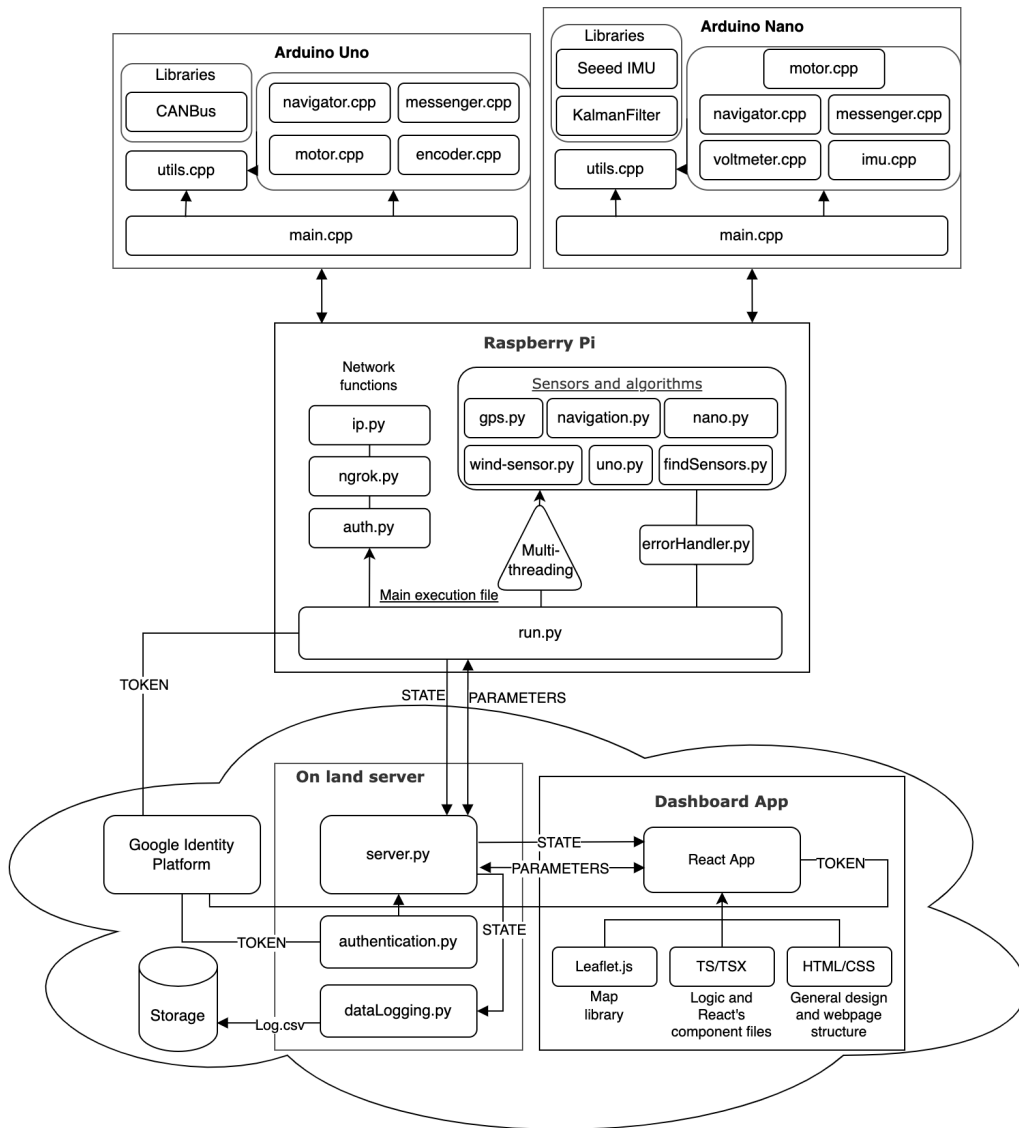 Arduino Uno
Libraries
CANBus
navigator.cpp
messenger.cpp
motor.cpp
encoder.cpp
utils.cpp
main.cpp
Arduino Nano
Libraries
Seeed IMU
KalmanFilter
motor.cpp
navigator.cpp
messenger.cpp
voltmeter.cpp
imu.cpp
utils.cpp
main.cpp
Raspberry Pi
Network
functions
ip.py
ngrok.py
auth.py
Sensors and algorithms
gps.py
navigation.py
nano.py
wind-sensor.py
uno.py
findSensors.py
Multi-
threading
errorHandler.py
Main execution file
run.py
TOKEN
STATE
PARAMETERS
On land server
Dashboard App
Google Identity
Platform
server.py
STATE
PARAMETERS
React App
TOKEN
STATE
TOKEN
authentication.py
Leaflet.js
TS/TSX
HTML/CSS
Map
library
Logic and
React's
component files
General design
and webpage
structure
Storage
Log.csv
dataLogging.py